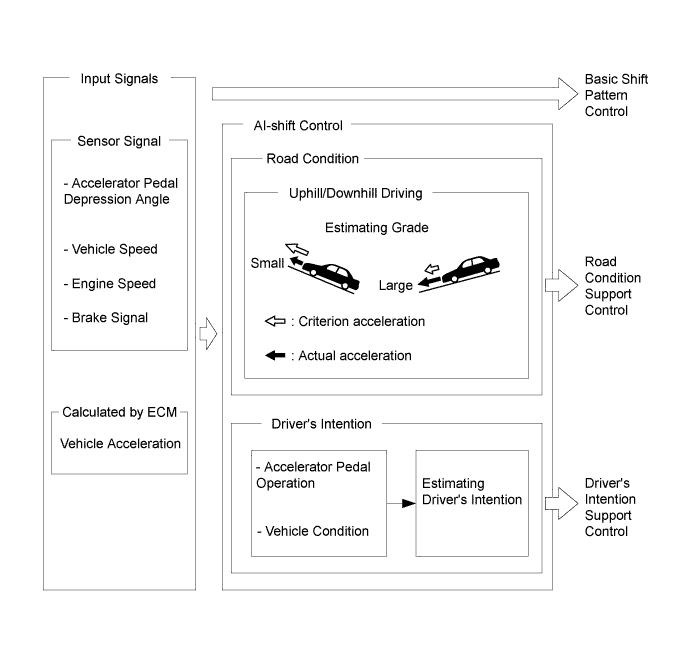 Input Signals
Sensor Signal
- Accelerator Pedal
Depression Angle
- Vehicle Speed
- Engine Speed
- Brake Signal
Calculated by ECM
Vehicle Acceleration
Basic Shift
Pattern
Control
AI-shift Control
Road Condition
Uphill/Downhill Driving
Estimating Grade
Small
Large
: Criterion acceleration
: Actual acceleration
Road
Condition
Support
Control
Driver's Intention
- Accelerator Pedal
Operation
- Vehicle Condition
Estimating
Driver's Intention
Driver's
Intention
Support
Control